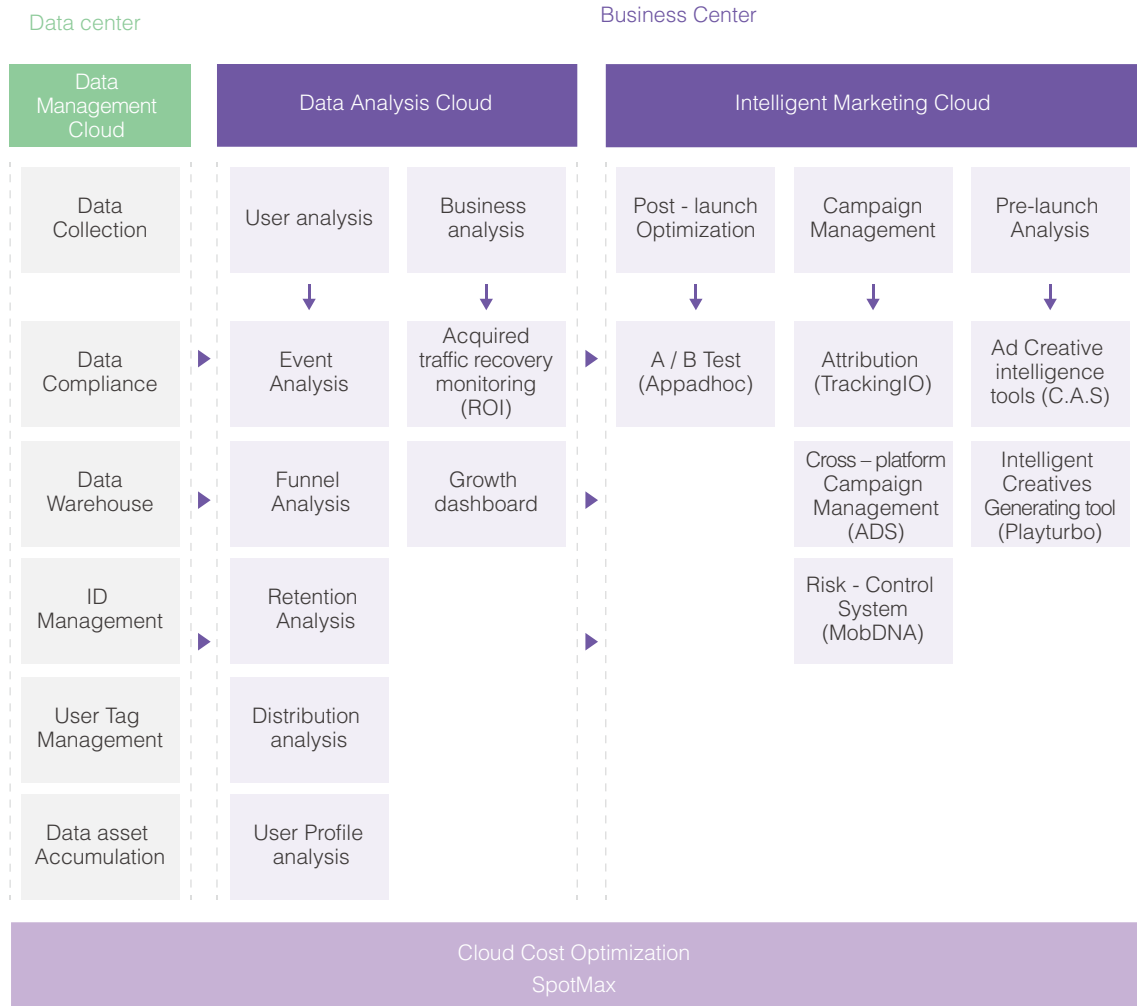 Data center
Business Center
Data
Management
Cloud
Data Analysis Cloud
Intelligent Marketing Cloud
Data
Collection
User analysis
Business
analysis
Post - launch
Optimization
Campaign
Management
Pre-launch
Analysis
Data
Compliance
Event
Analysis
Acquired
traffic recovery
monitoring
(ROI)
A / B Test
(Appadhoc)
Attribution
(TrackingIO)
Ad Creative
intelligence
tools (C.A.S)
Data
Warehouse
Funnel
Analysis
Growth
dashboard
Cross – platform
Campaign
Management
(ADS)
Intelligent
Creatives
Generating tool
(Playturbo)
ID
Management
Retention
Analysis
Risk - Control
System
(MobDNA)
User Tag
Management
Distribution
analysis
Data asset
Accumulation
User Profile
analysis
Cloud Cost Optimization
SpotMax